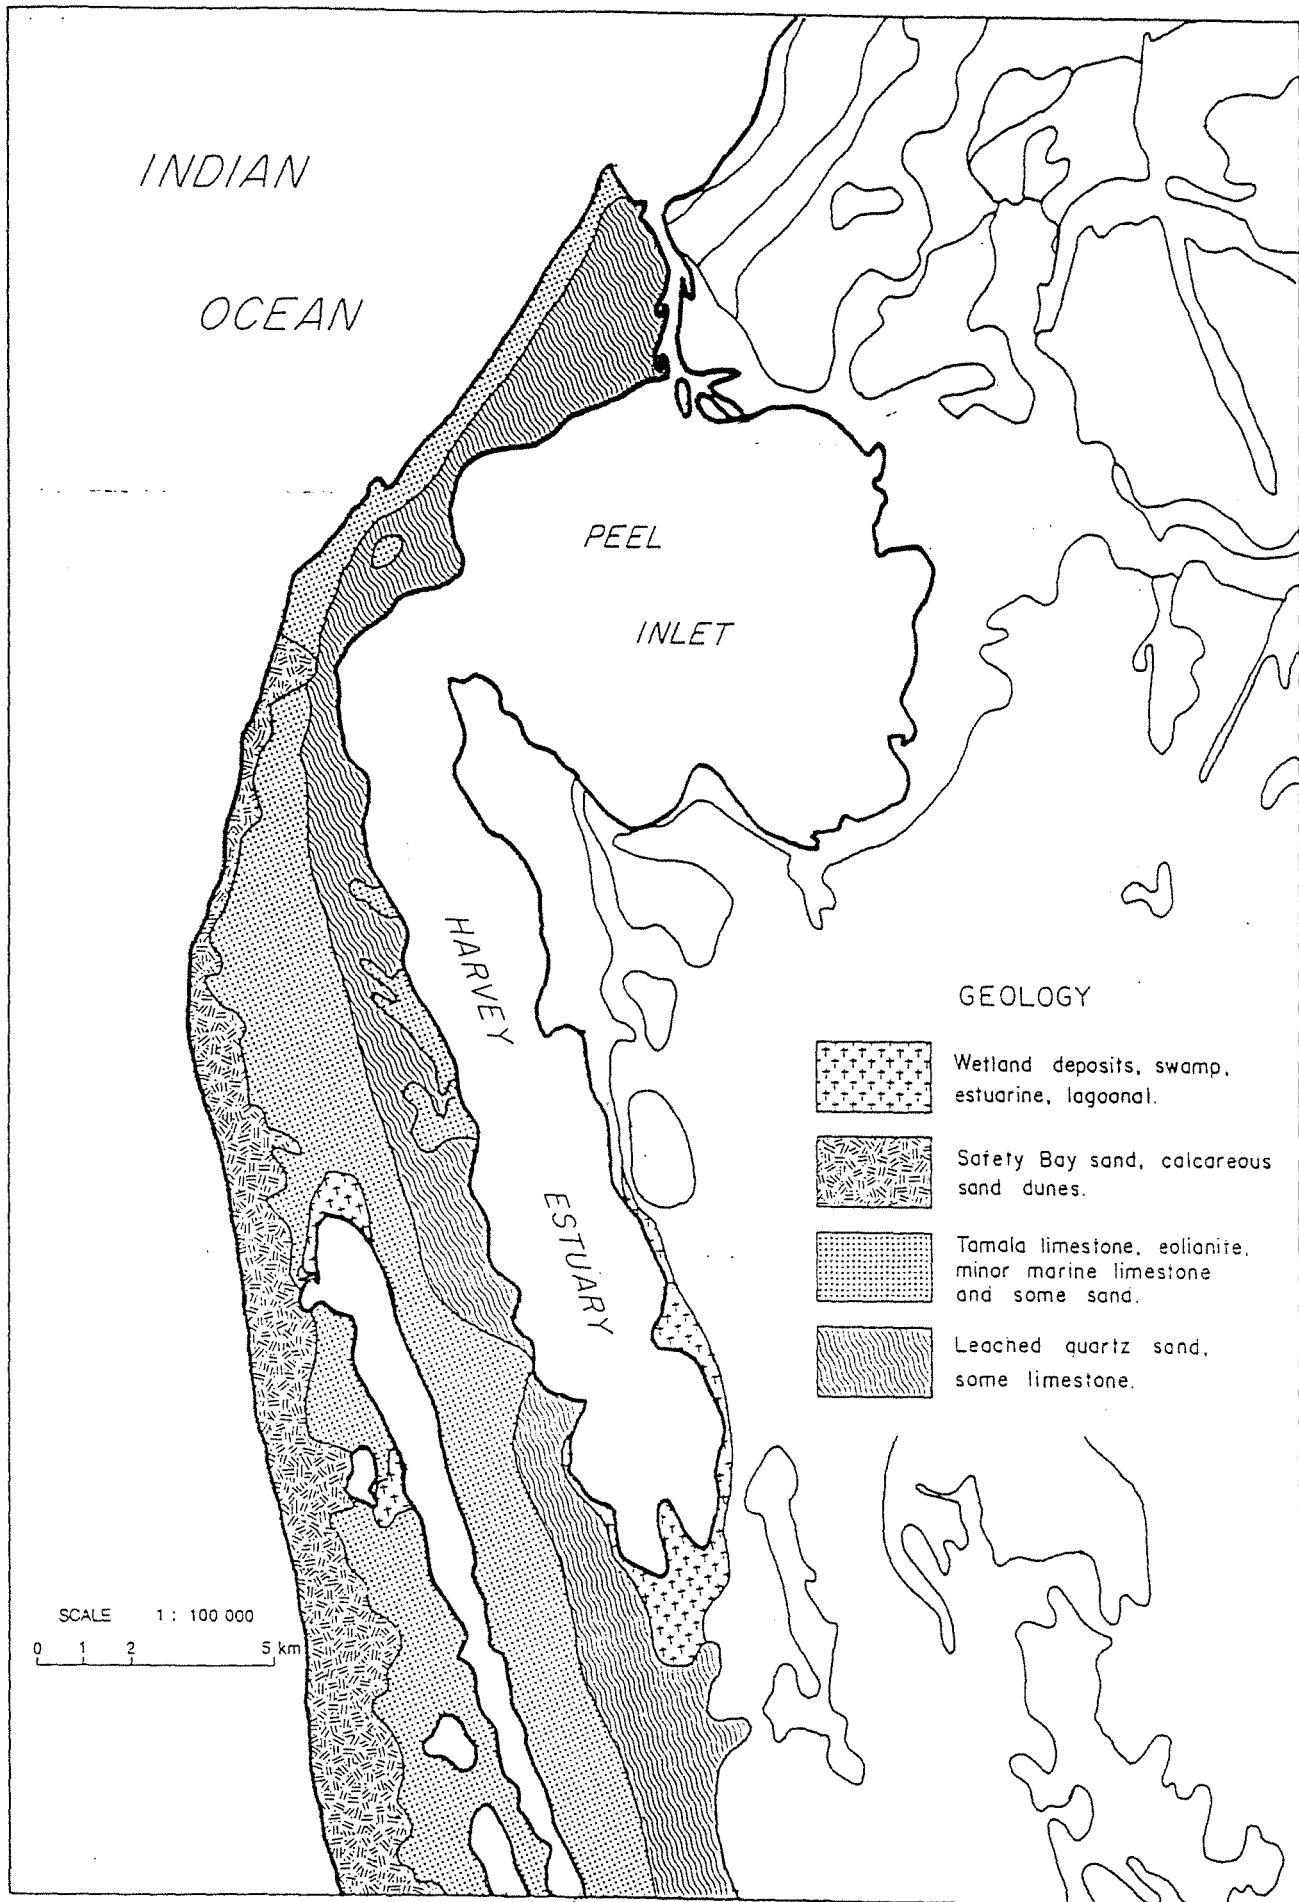 INDIAN
OCEAN
PEEL
INLET
HARVEY
ESTUARY
GEOLOGY
Wetland deposits, swamp,
estuarine, lagoonal.
Safety Bay sand, calcareous
sand dunes.
Tamala limestone, eolianite,
minor marine limestone
and some sand.
Leached quartz sand,
some limestone.
SCALE 1 : 100 000
0 1 2 5 km